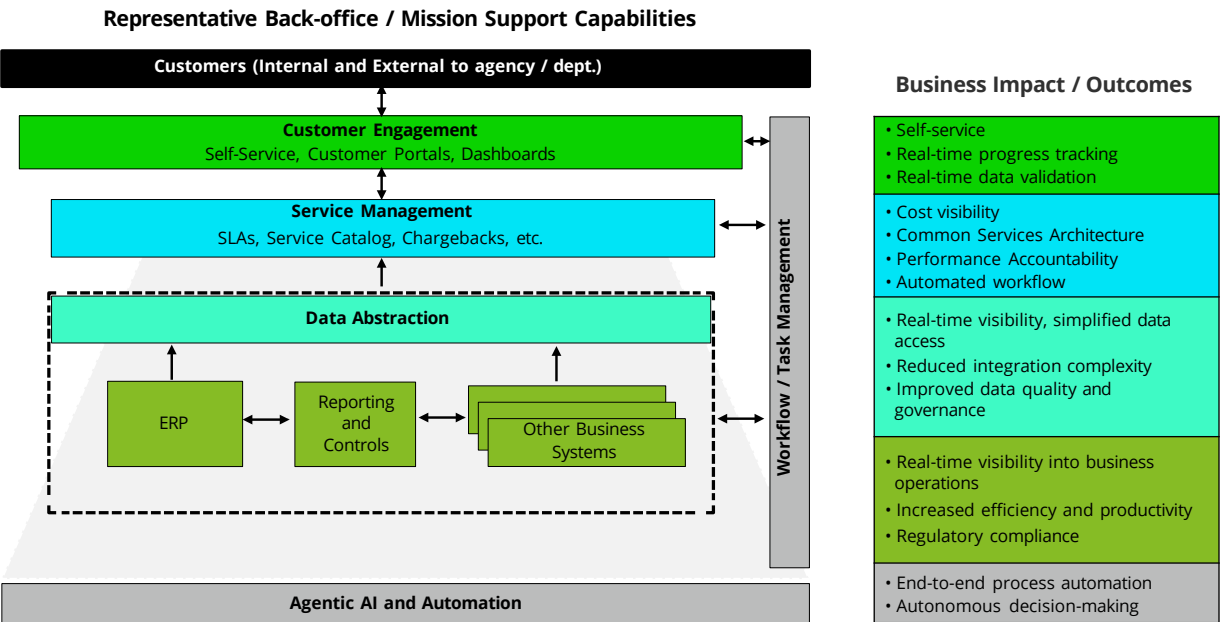 Representative Back-office / Mission Support Capabilities
Customers (Internal and External to agency / dept.)
Customer Engagement
Self-Service, Customer Portals, Dashboards
Service Management
SLAs, Service Catalog, Chargebacks, etc.
Data Abstraction
ERP
Reporting
and
Controls
Other Business
Systems
Workflow / Task Management
Agentic AI and Automation
Business Impact / Outcomes
• Self-service
• Real-time progress tracking
• Real-time data validation
• Cost visibility
• Common Services Architecture
• Performance Accountability
• Automated workflow
• Real-time visibility, simplified data
access
• Reduced integration complexity
• Improved data quality and
governance
• Real-time visibility into business
operations
• Increased efficiency and productivity
• Regulatory compliance
• End-to-end process automation
• Autonomous decision-making